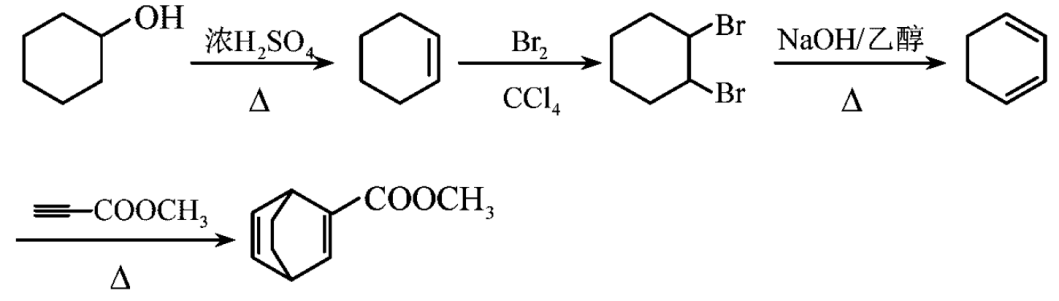 OH
浓H₂SO₄
Δ
Br₂
CCl₄
Br
Br
NaOH/乙醇
Δ
≡—COOCH₃
Δ
COOCH₃